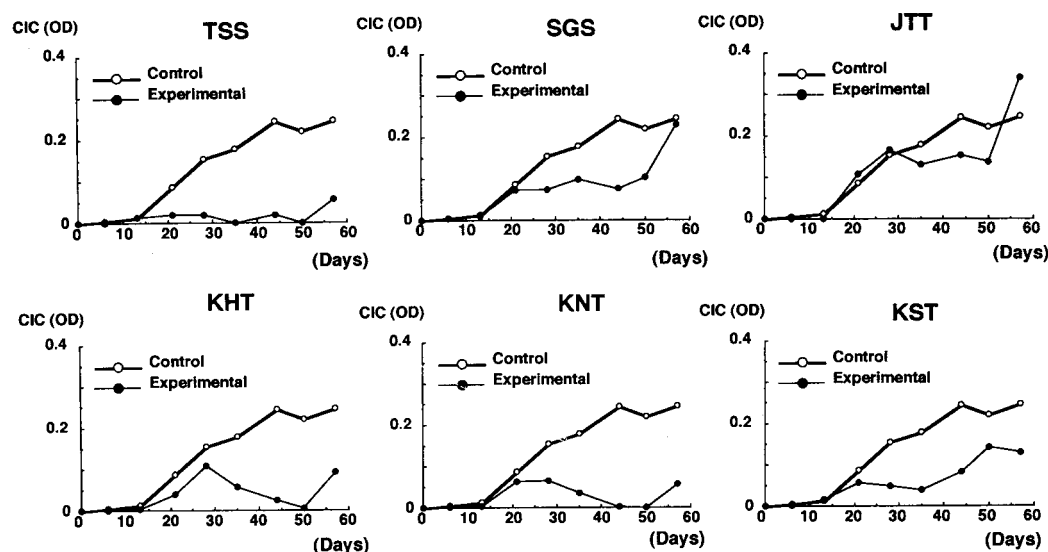 CIC (OD) TSS
0.4
Control
Experimental
0.2
0
0 10 20 30 40 50 60
(Days)
CIC (OD) SGS
0.4
Control
Experimental
0.2
0
0 10 20 30 40 50 60
(Days)
CIC (OD) JTT
0.4
Control
Experimental
0.2
0
0 10 20 30 40 50 60
(Days)
CIC (OD) KHT
0.4
Control
Experimental
0.2
0
0 10 20 30 40 50 60
(Days)
CIC (OD) KNT
0.4
Control
Experimental
0.2
0
0 10 20 30 40 50 60
(Days)
CIC (OD) KST
0.4
Control
Experimental
0.2
0
0 10 20 30 40 50 60
(Days)